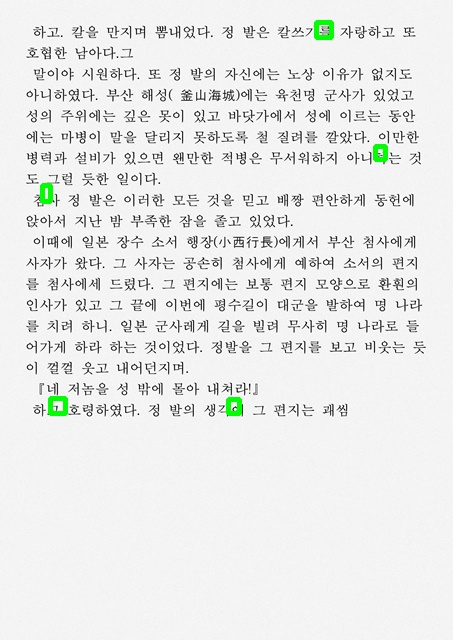 하고. 칼을 만지며 뽐내었다. 정 발은 칼쓰기를 자랑하고 또
호협한 남아다.그
말이야 시원하다. 또 정 발의 자신에는 노상 이유가 없지도
아니하였다. 부산 해성( 釜山海城)에는 육천명 군사가 있었고
성의 주위에는 깊은 못이 있고 바닷가에서 성에 이르는 동안
에는 마병이 말을 달리지 못하도록 철 질려를 깔았다. 이만한
병력과 설비가 있으면 왠만한 적병은 무서워하지 아니하는 것
도 그럴 듯한 일이다.
첨사 정 발은 이러한 모든 것을 믿고 배짱 편안하게 동헌에
앉아서 지난 밤 부족한 잠을 졸고 있었다.
이때에 일본 장수 소서 행장(小西行長)에게서 부산 첨사에게
사자가 왔다. 그 사자는 공손히 첨사에게 예하여 소서의 편지
를 첨사에세 드렸다. 그 편지에는 보통 편지 모양으로 환훤의
인사가 있고 그 끝에 이번에 평수길이 대군을 발하여 명 나라
를 치려 하니. 일본 군사레게 길을 빌려 무사히 명 나라로 들
어가게 하라 하는 것이었다. 정발을 그 편지를 보고 비웃는 듯
이 껄껄 웃고 내어던지며.
『네 저놈을 성 밖에 몰아 내쳐라!』
하고 호령하였다. 정 발의 생각에 그 편지는 괘씸